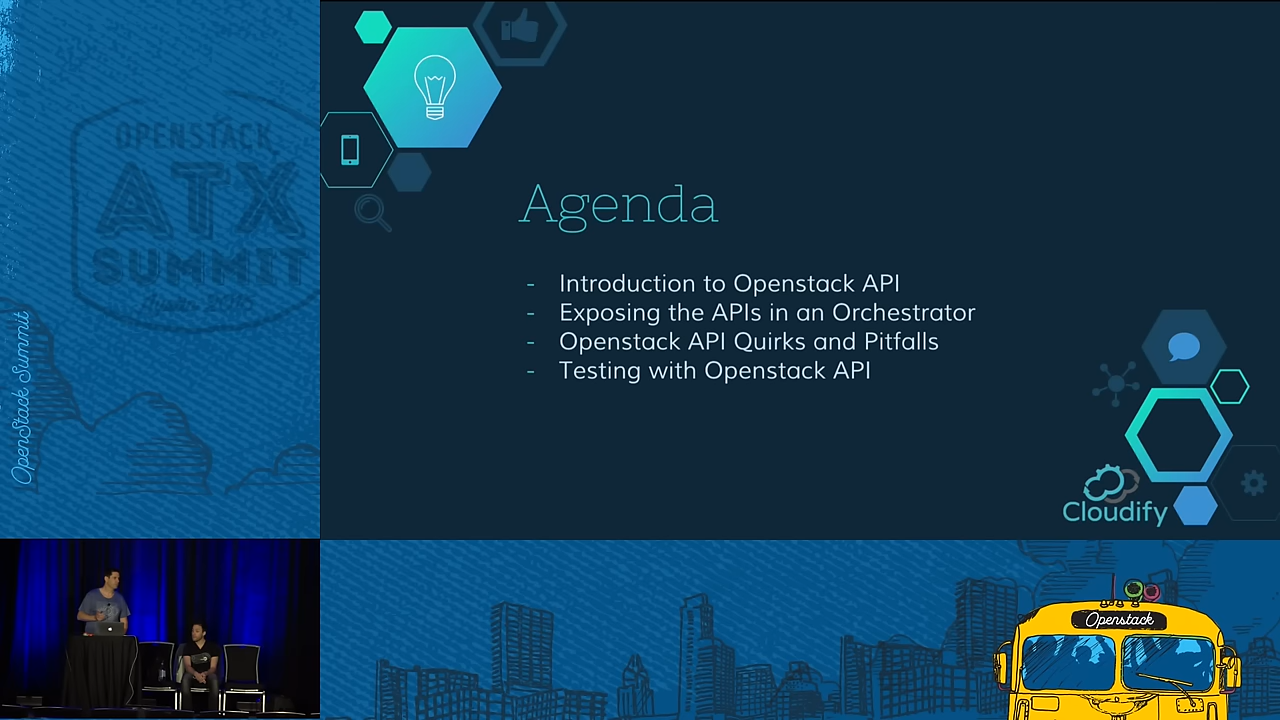 OPENSTACK
ATX
SUMMIT
OpenStack Summit
Agenda
- Introduction to Openstack API
- Exposing the APIs in an Orchestrator
- Openstack API Quirks and Pitfalls
- Testing with Openstack API
Cloudify
Openstack